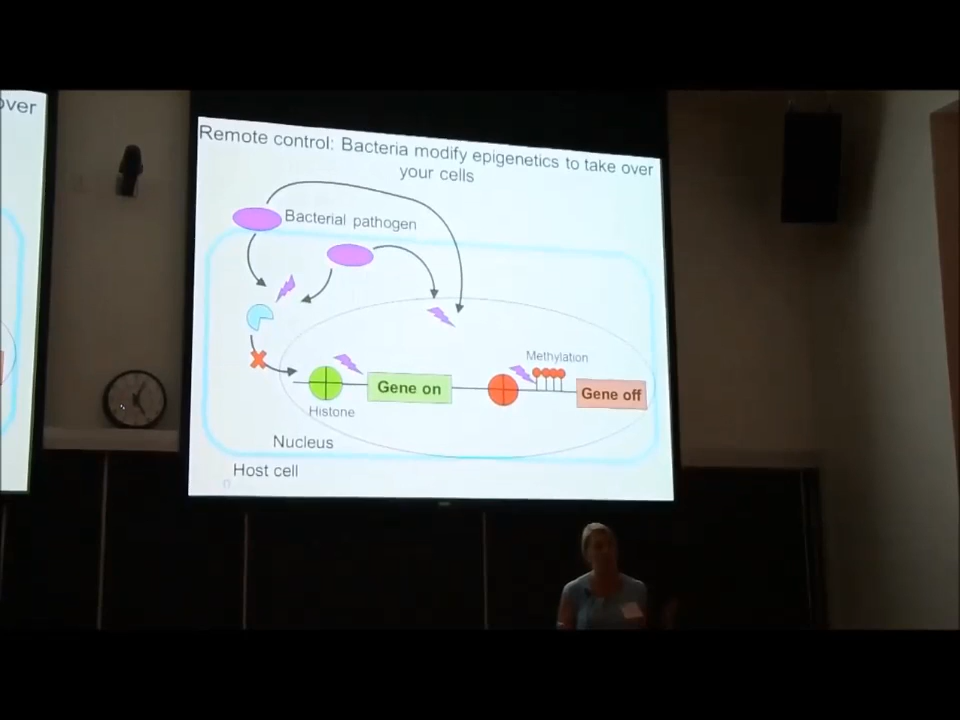 over
Remote control: Bacteria modify epigenetics to take over
your cells
Bacterial pathogen
Methylation
Gene on
Gene off
Histone
Nucleus
Host cell